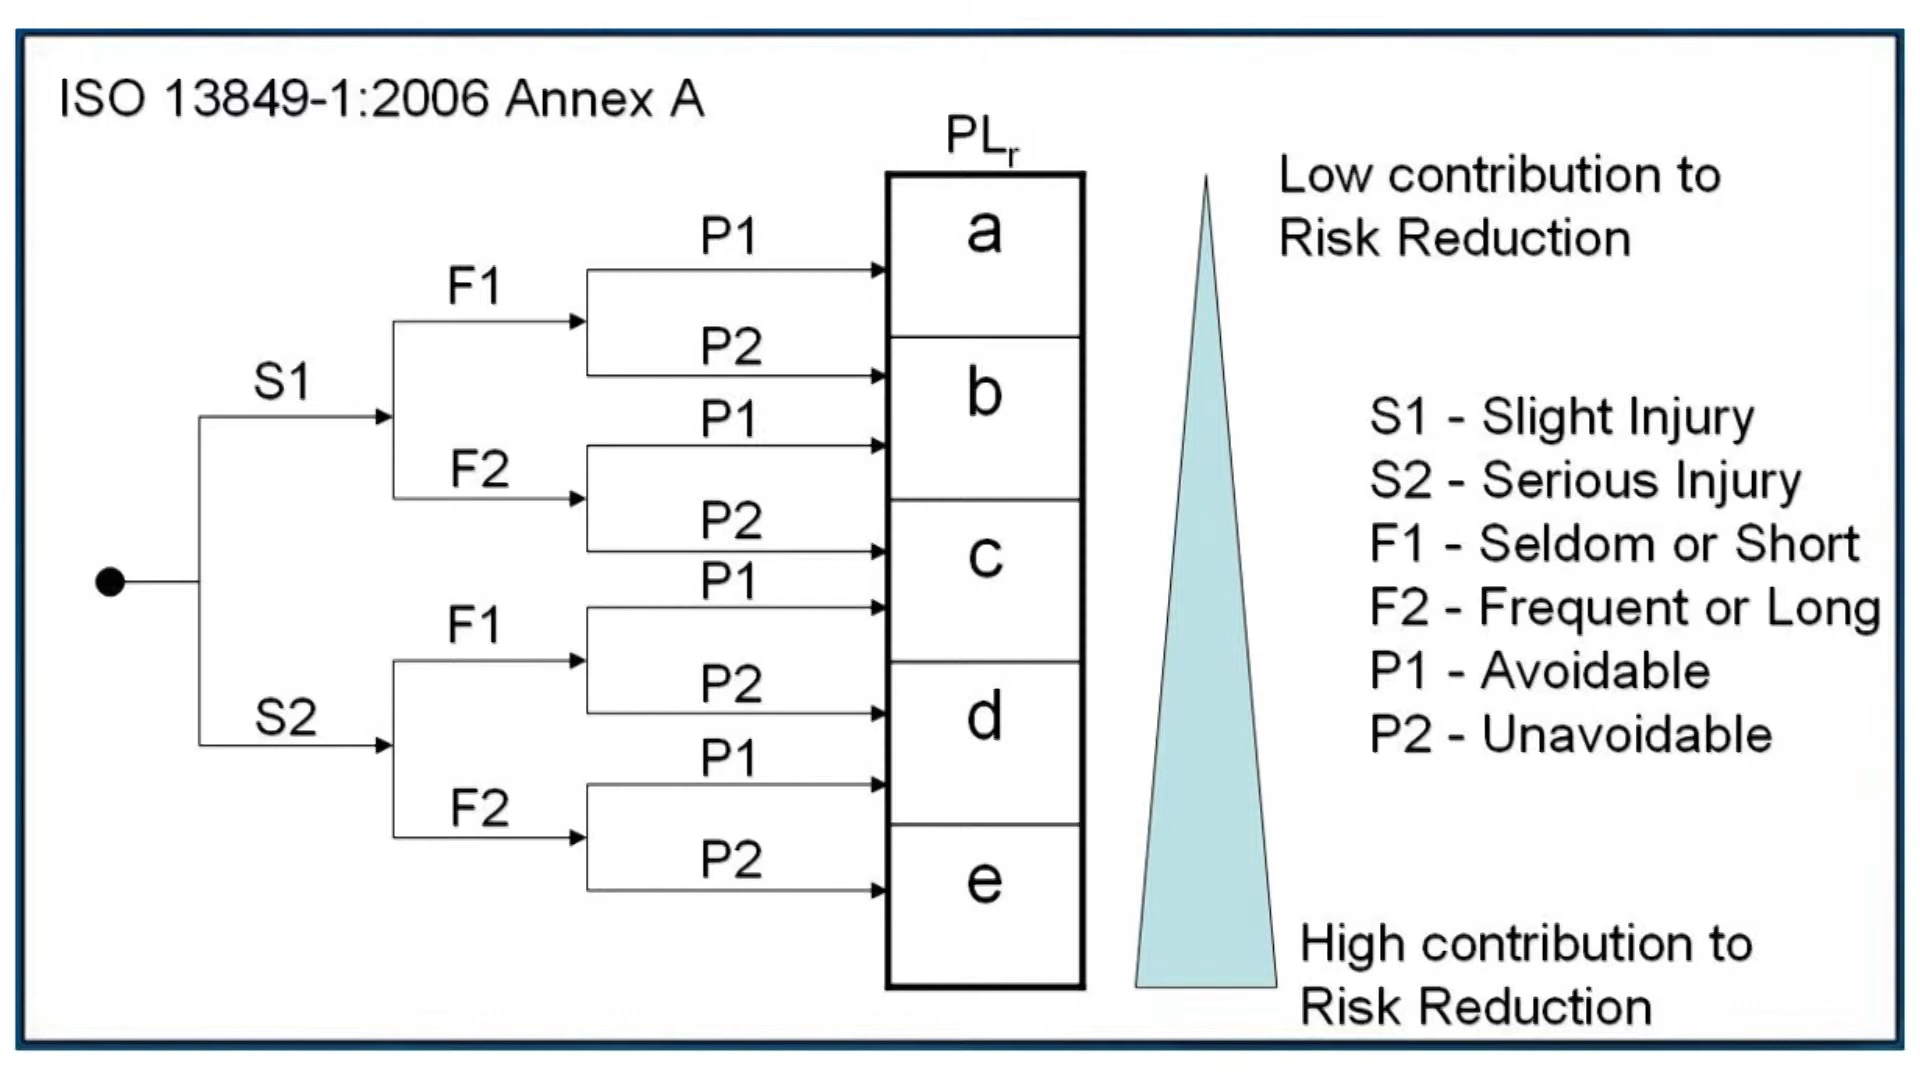 ISO 13849-1:2006 Annex A
PLr
a
b
c
d
e
S1
S2
F1
F2
F1
F2
P1
P2
P1
P2
P1
P2
P1
P2
Low contribution to
Risk Reduction
S1 - Slight Injury
S2 - Serious Injury
F1 - Seldom or Short
F2 - Frequent or Long
P1 - Avoidable
P2 - Unavoidable
High contribution to
Risk Reduction